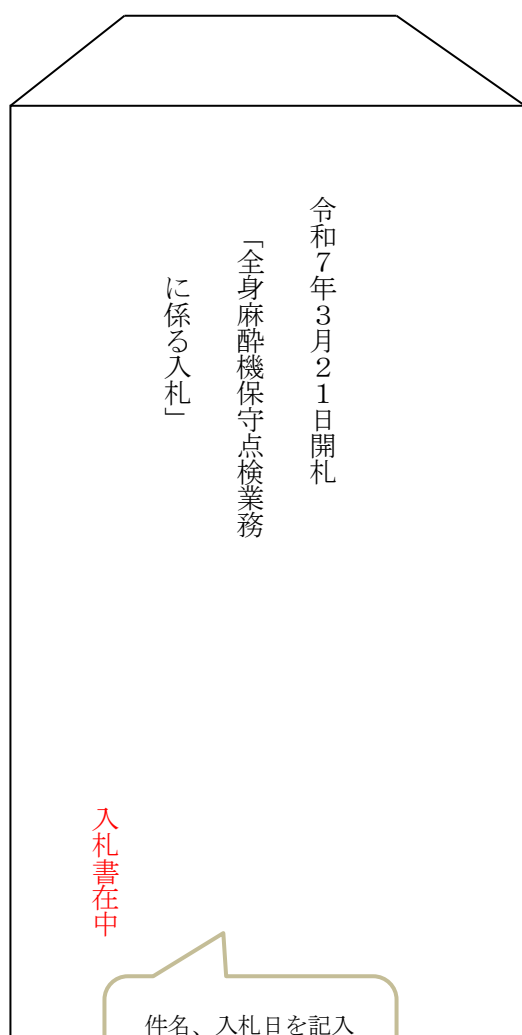 令和７年３月２１日開札
「全身麻酔機保守点検業務
に係る入札」
入札書在中
件名、入札日を記入